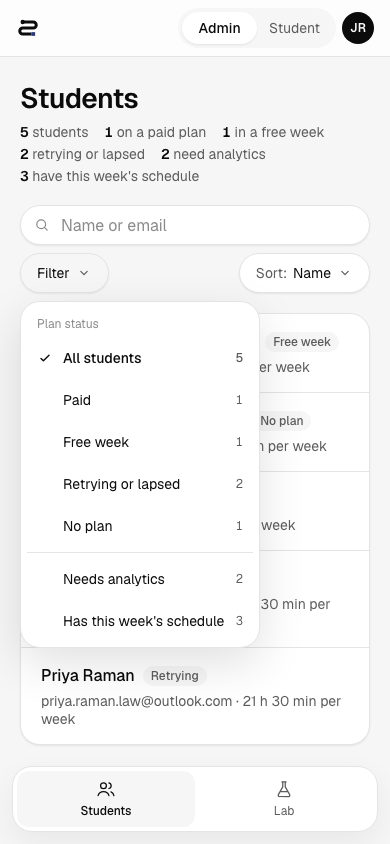 Admin
Student
JR
Students
5 students 1 on a paid plan 1 in a free week
2 retrying or lapsed 2 need analytics
3 have this week's schedule
Name or email
Filter
Sort: Name
Plan status
All students 5
Paid 1
Free week 1
Retrying or lapsed 2
No plan 1
Needs analytics 2
Has this week's schedule 3
Free week
per week
No plan
per week
week
30 min per
Priya Raman Retrying
priya.raman.law@outlook.com · 21 h 30 min per
week
Students
Lab